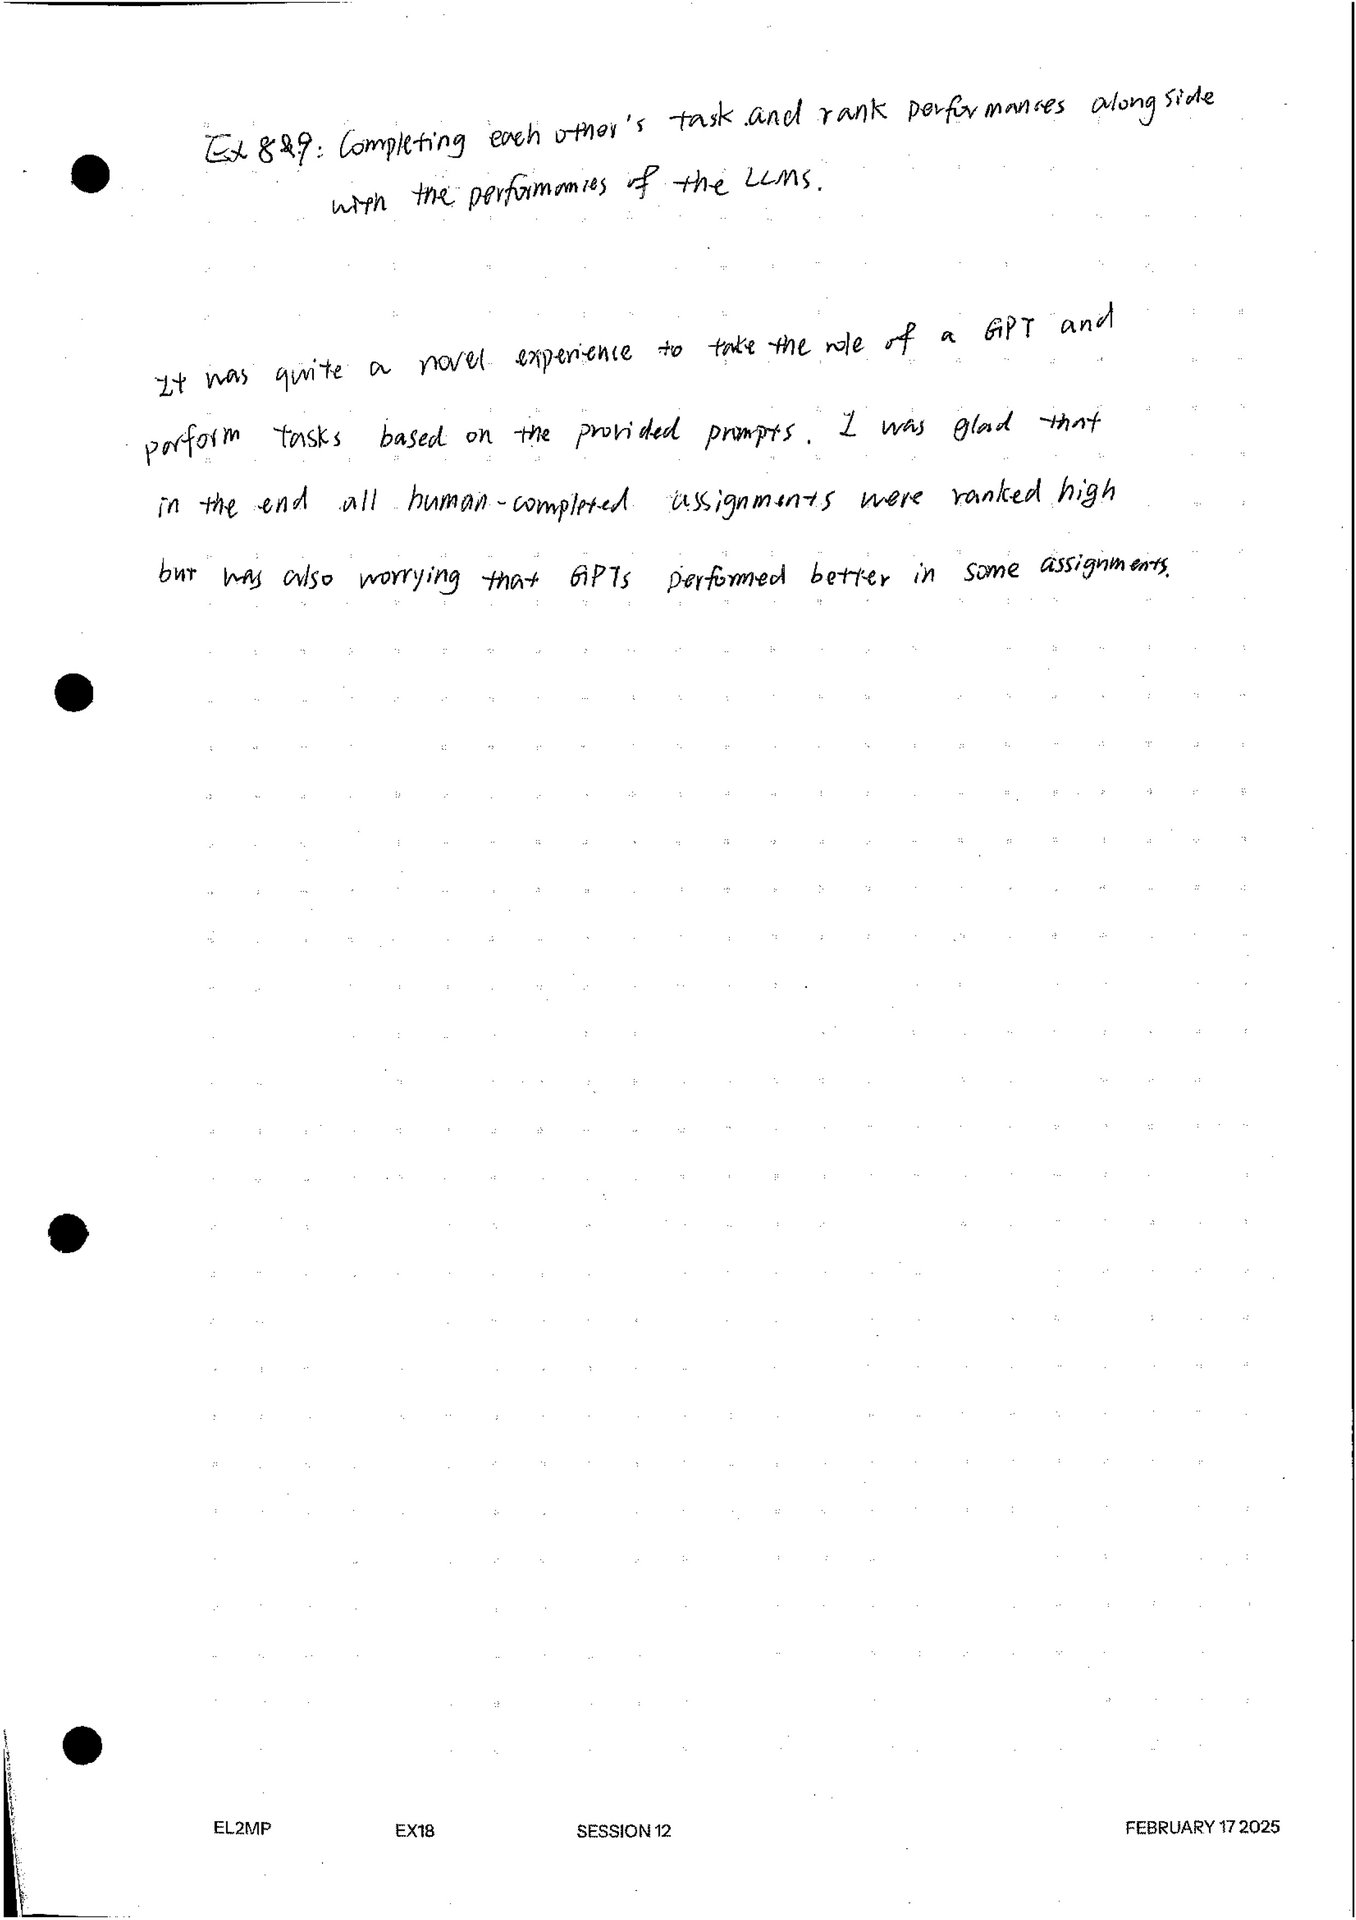 Ex 8&9: Completing each other's task and rank performances alongside
with the performances of the LLMs.
It was quite a novel experience to take the role of a GPT and
perform tasks based on the provided prompts. I was glad that
in the end all human-completed assignments were ranked high
but was also worrying that GPTs performed better in some assignments.
EL2MP EX18 SESSION 12 FEBRUARY 17 2025